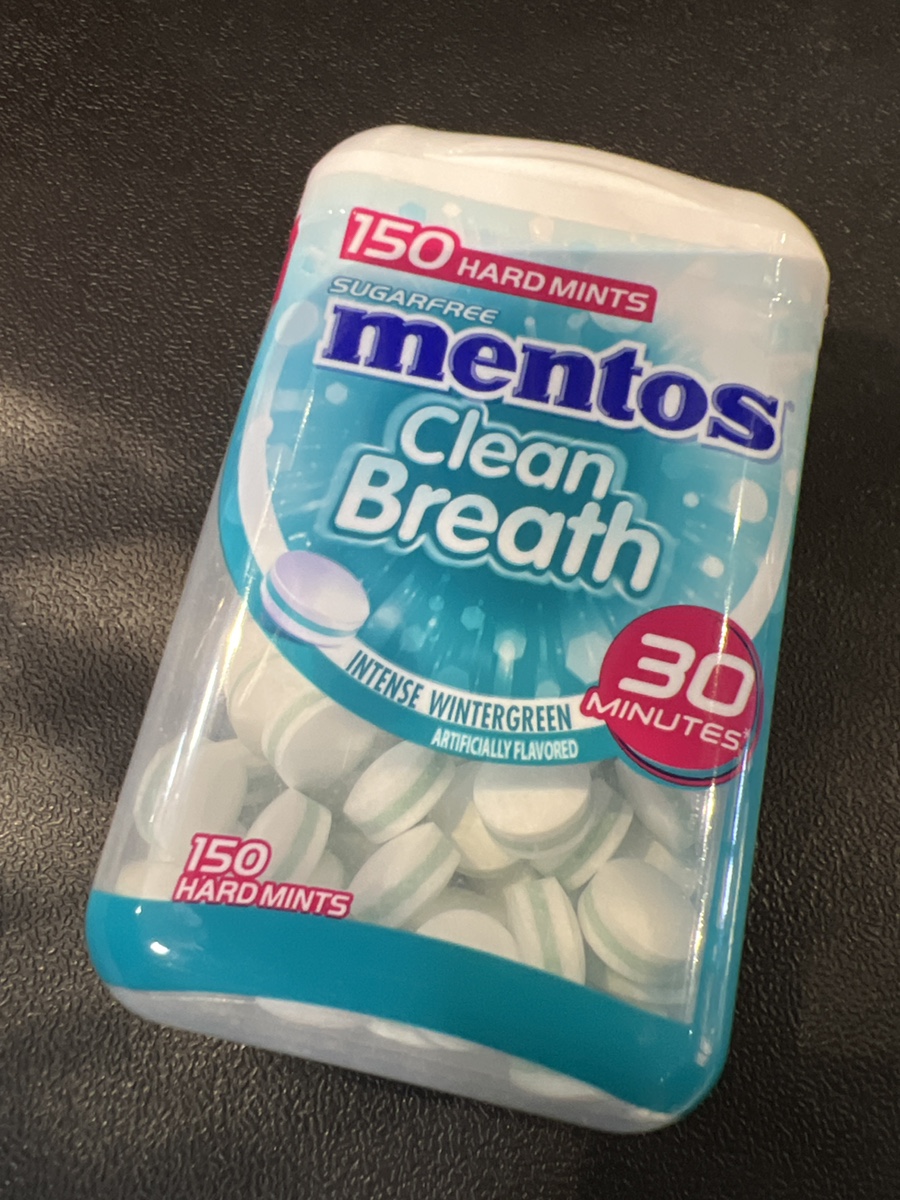 150 HARD MINTS
SUGARFREE
mentos
Clean
Breath
INTENSE WINTERGREEN
ARTIFICIALLY FLAVORED
30
MINUTES*
150
HARD MINTS